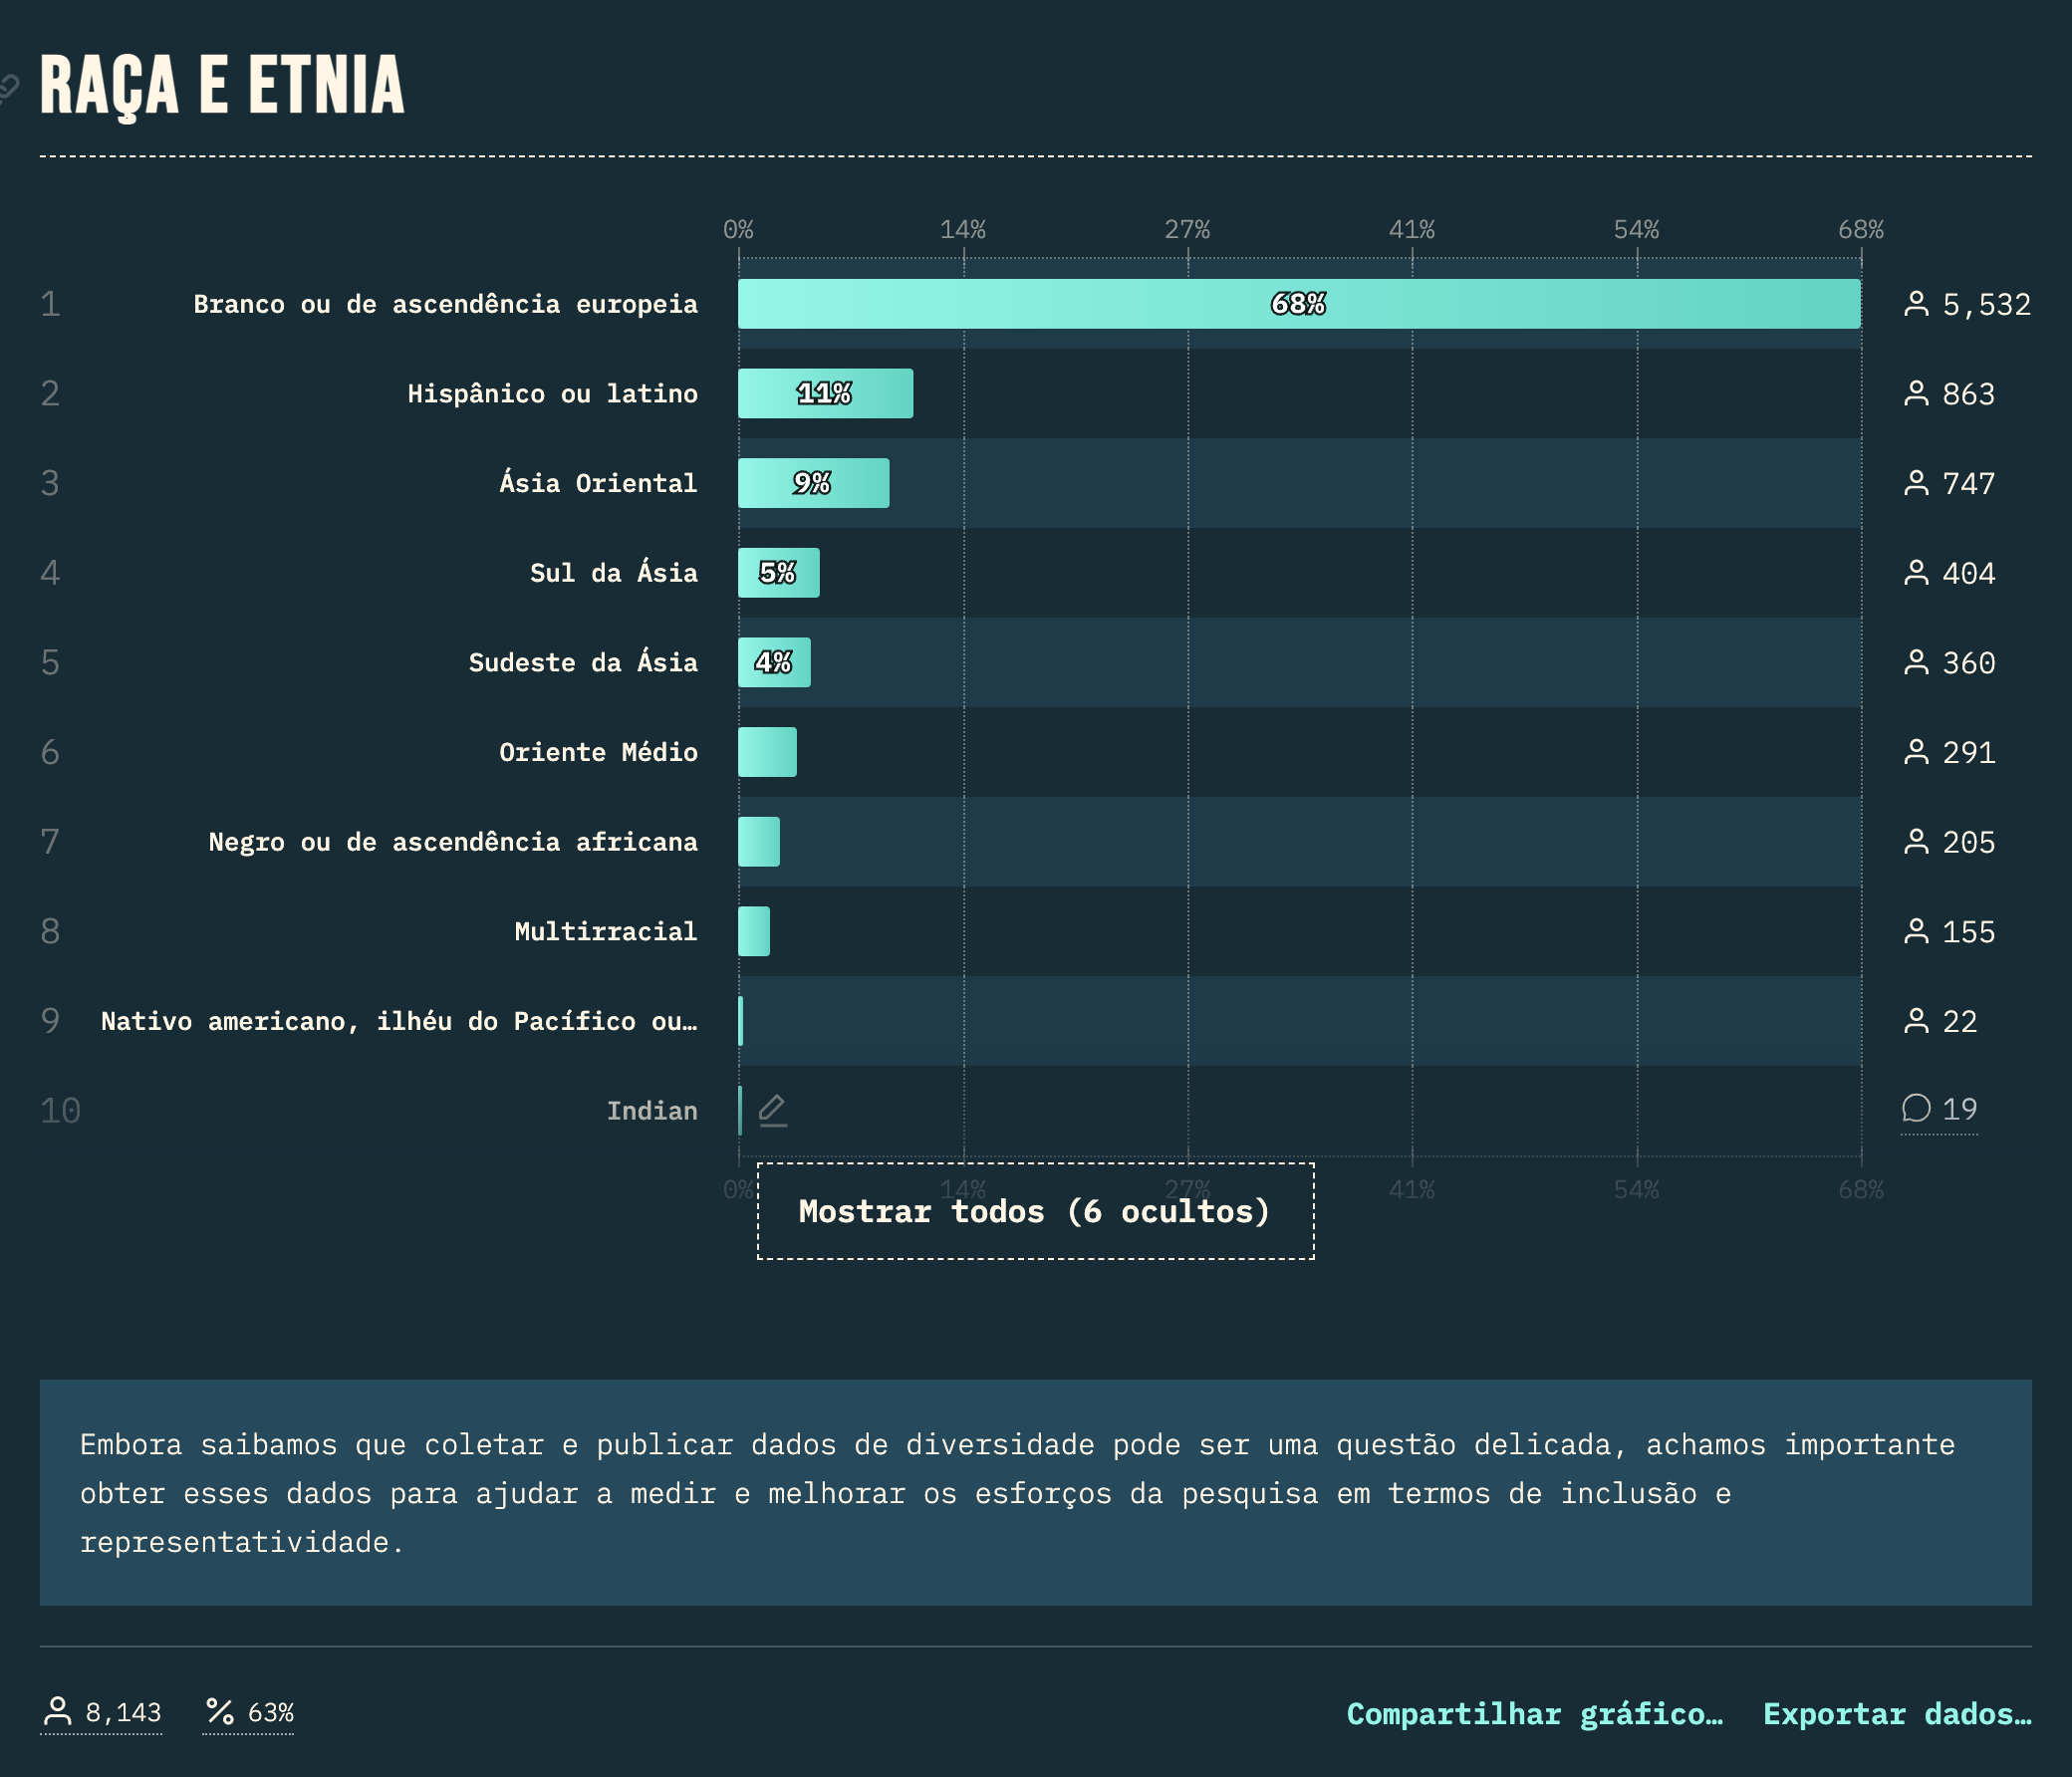 RAÇA E ETNIA
0% 14% 27% 41% 54% 68%
1 Branco ou de ascendência europeia 68% 5,532
2 Hispânico ou latino 11% 863
3 Ásia Oriental 9% 747
4 Sul da Ásia 5% 404
5 Sudeste da Ásia 4% 360
6 Oriente Médio 291
7 Negro ou de ascendência africana 205
8 Multirracial 155
9 Nativo americano, ilhéu do Pacífico ou… 22
10 Indian 19
0% 14% 27% 41% 54% 68%
Mostrar todos (6 ocultos)
Embora saibamos que coletar e publicar dados de diversidade pode ser uma questão delicada, achamos importante
obter esses dados para ajudar a medir e melhorar os esforços da pesquisa em termos de inclusão e
representatividade.
8,143 63% Compartilhar gráfico… Exportar dados…